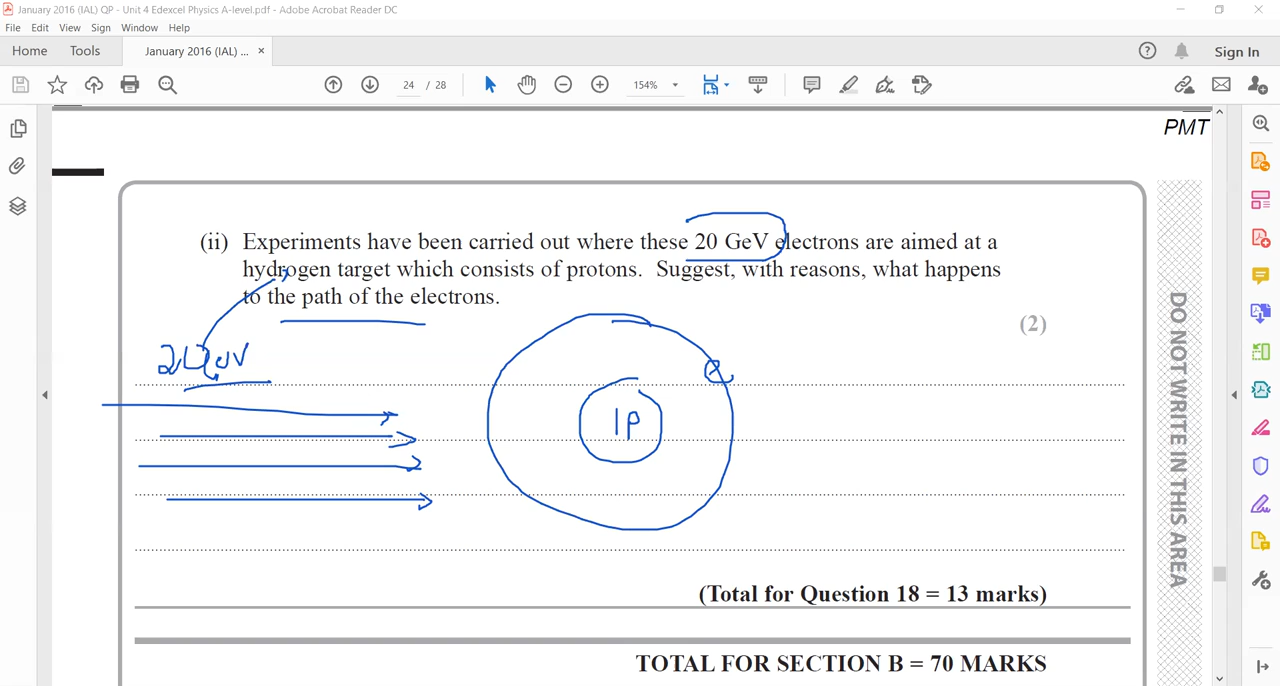 January 2016 (IAL) QP - Unit 4 Edexcel Physics A-level.pdf - Adobe Acrobat Reader DC
File Edit View Sign Window Help
Home Tools January 2016 (IAL) ... × Sign In
24 / 28 154%
PMT
(ii) Experiments have been carried out where these 20 GeV electrons are aimed at a
hydrogen target which consists of protons. Suggest, with reasons, what happens
to the path of the electrons.
(2)
e
1P
(Total for Question 18 = 13 marks)
TOTAL FOR SECTION B = 70 MARKS
DO NOT WRITE IN THIS AREA